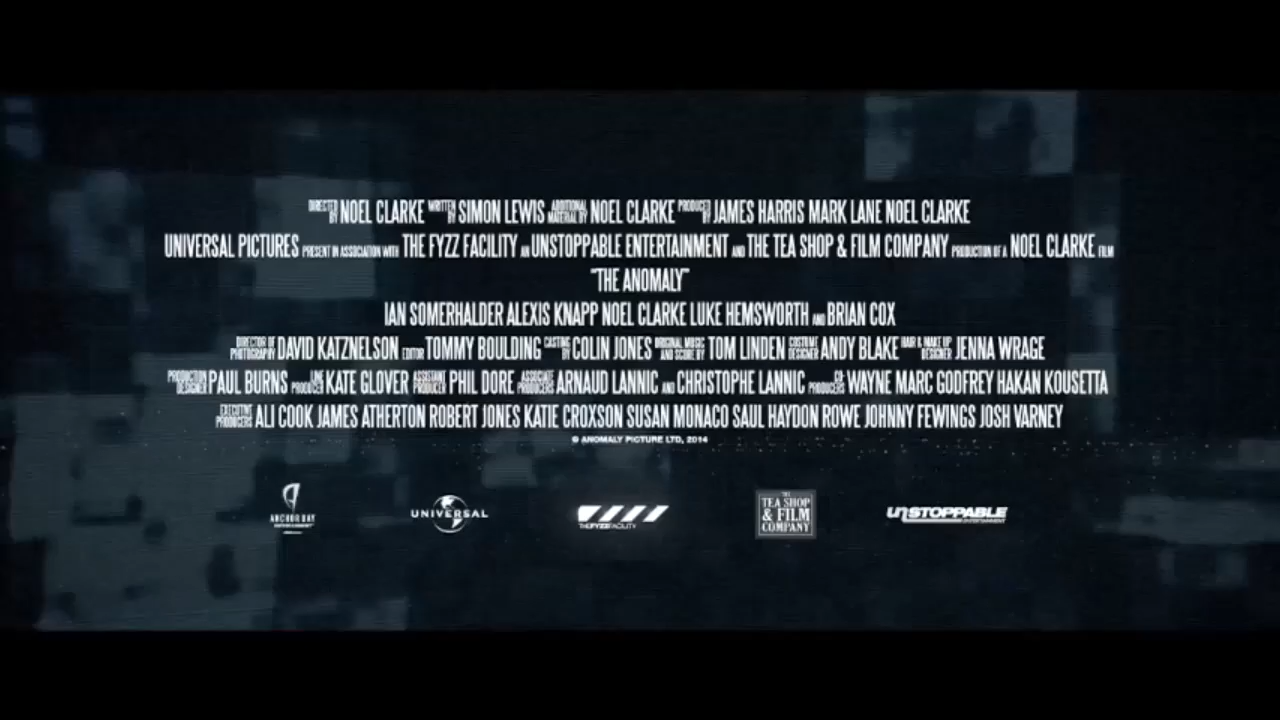 DIRECTED BY NOEL CLARKE WRITTEN BY SIMON LEWIS ADDITIONAL MATERIAL BY NOEL CLARKE PRODUCED BY JAMES HARRIS MARK LANE NOEL CLARKE
UNIVERSAL PICTURES PRESENT IN ASSOCIATION WITH THE FYZZ FACILITY AN UNSTOPPABLE ENTERTAINMENT AND THE TEA SHOP & FILM COMPANY PRODUCTION OF A NOEL CLARKE FILM
"THE ANOMALY"
IAN SOMERHALDER ALEXIS KNAPP NOEL CLARKE LUKE HEMSWORTH AND BRIAN COX
DIRECTOR OF PHOTOGRAPHY DAVID KATZNELSON EDITOR TOMMY BOULDING CASTING BY COLIN JONES ORIGINAL MUSIC AND SCORE BY TOM LINDEN COSTUME DESIGNER ANDY BLAKE HAIR & MAKE UP DESIGNER JENNA WRAGE
PRODUCTION DESIGNER PAUL BURNS LINE PRODUCER KATE GLOVER ASSISTANT PRODUCER PHIL DORE ASSOCIATE PRODUCERS ARNAUD LANNIC AND CHRISTOPHE LANNIC CO-PRODUCERS WAYNE MARC GODFREY HAKAN KOUSETTA
EXECUTIVE PRODUCERS ALI COOK JAMES ATHERTON ROBERT JONES KATIE CROXSON SUSAN MONACO SAUL HAYDON ROWE JOHNNY FEWINGS JOSH VARNEY
© ANOMALY PICTURE LTD, 2014
ANCHOR BAY
ENTERTAINMENT
UNIVERSAL
THEFYZZFACILITY
THE
TEA SHOP
& FILM
COMPANY
UNSTOPPABLE
ENTERTAINMENT